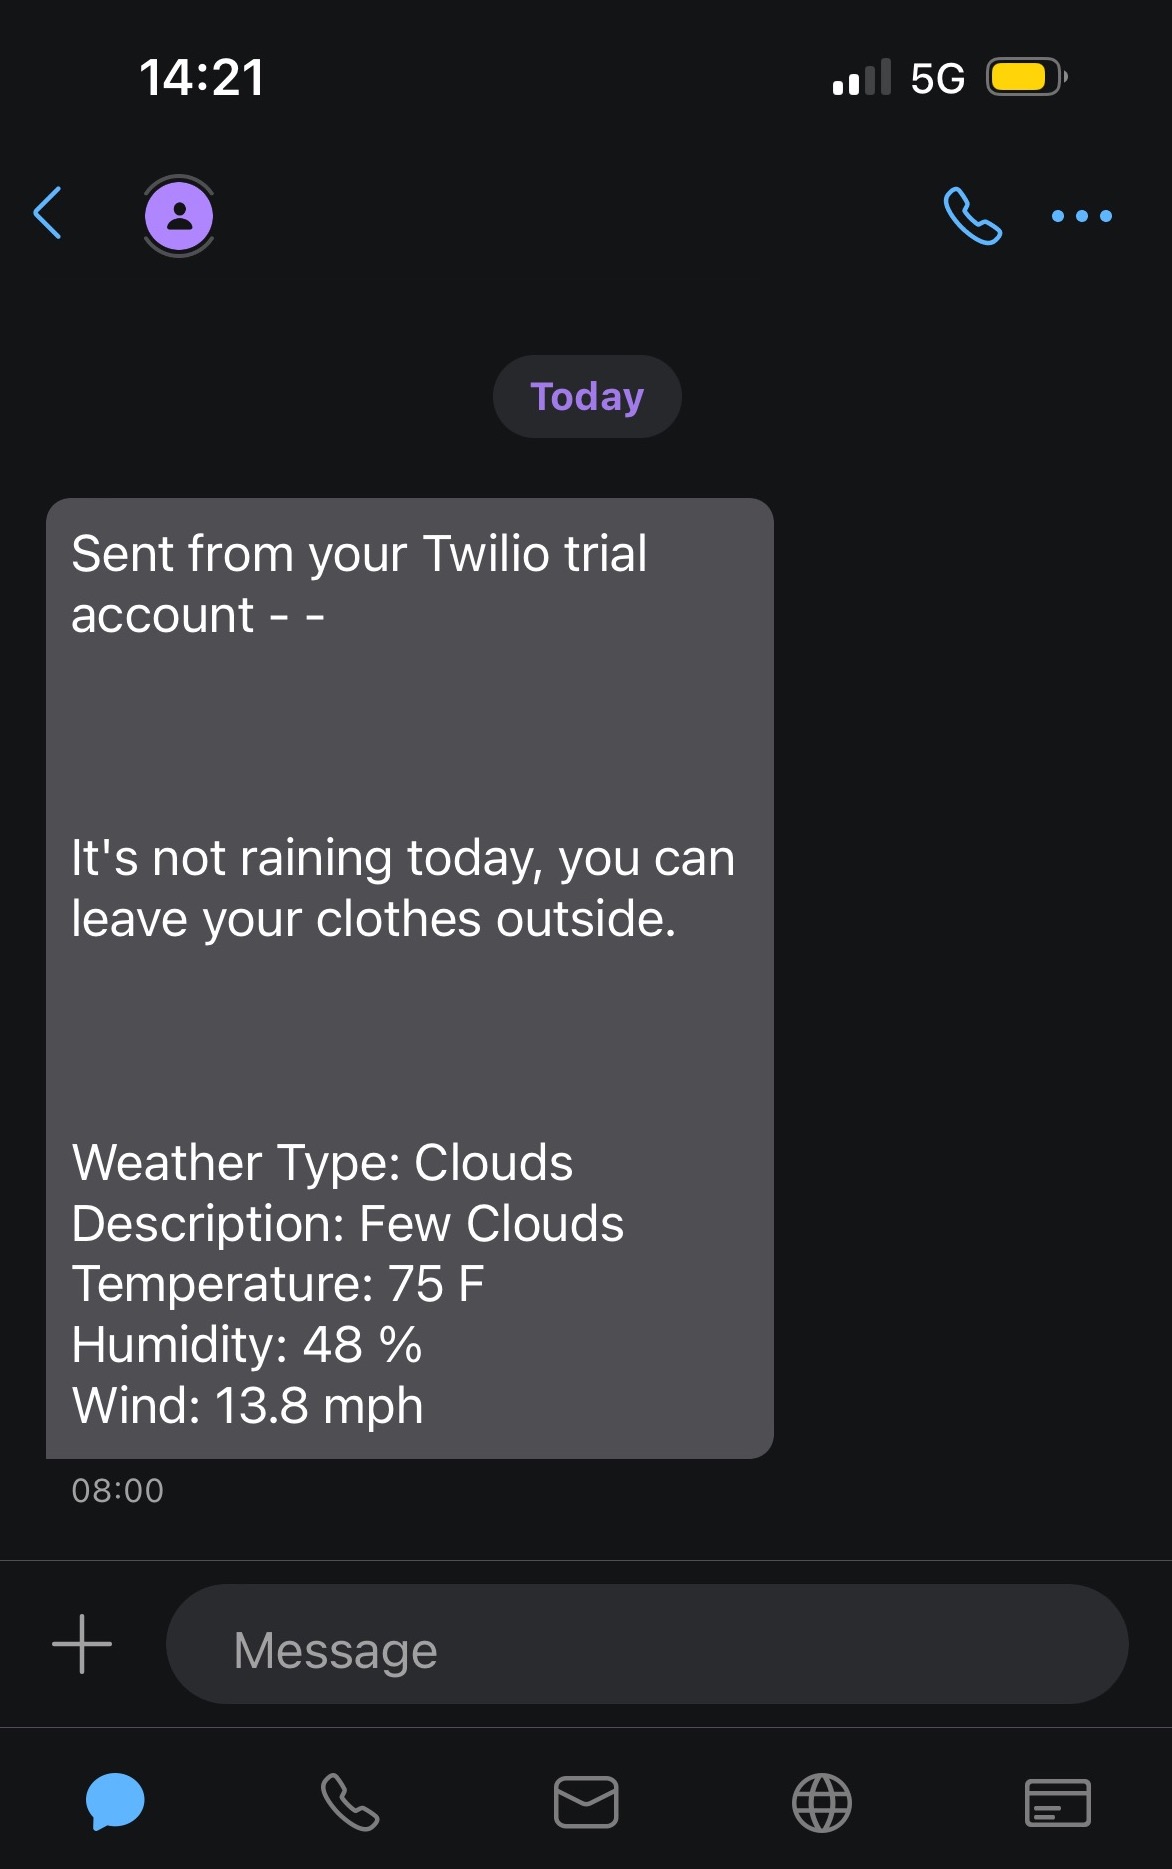 14:21
5G
Today
Sent from your Twilio trial
account - -
It's not raining today, you can
leave your clothes outside.
Weather Type: Clouds
Description: Few Clouds
Temperature: 75 F
Humidity: 48 %
Wind: 13.8 mph
08:00
Message